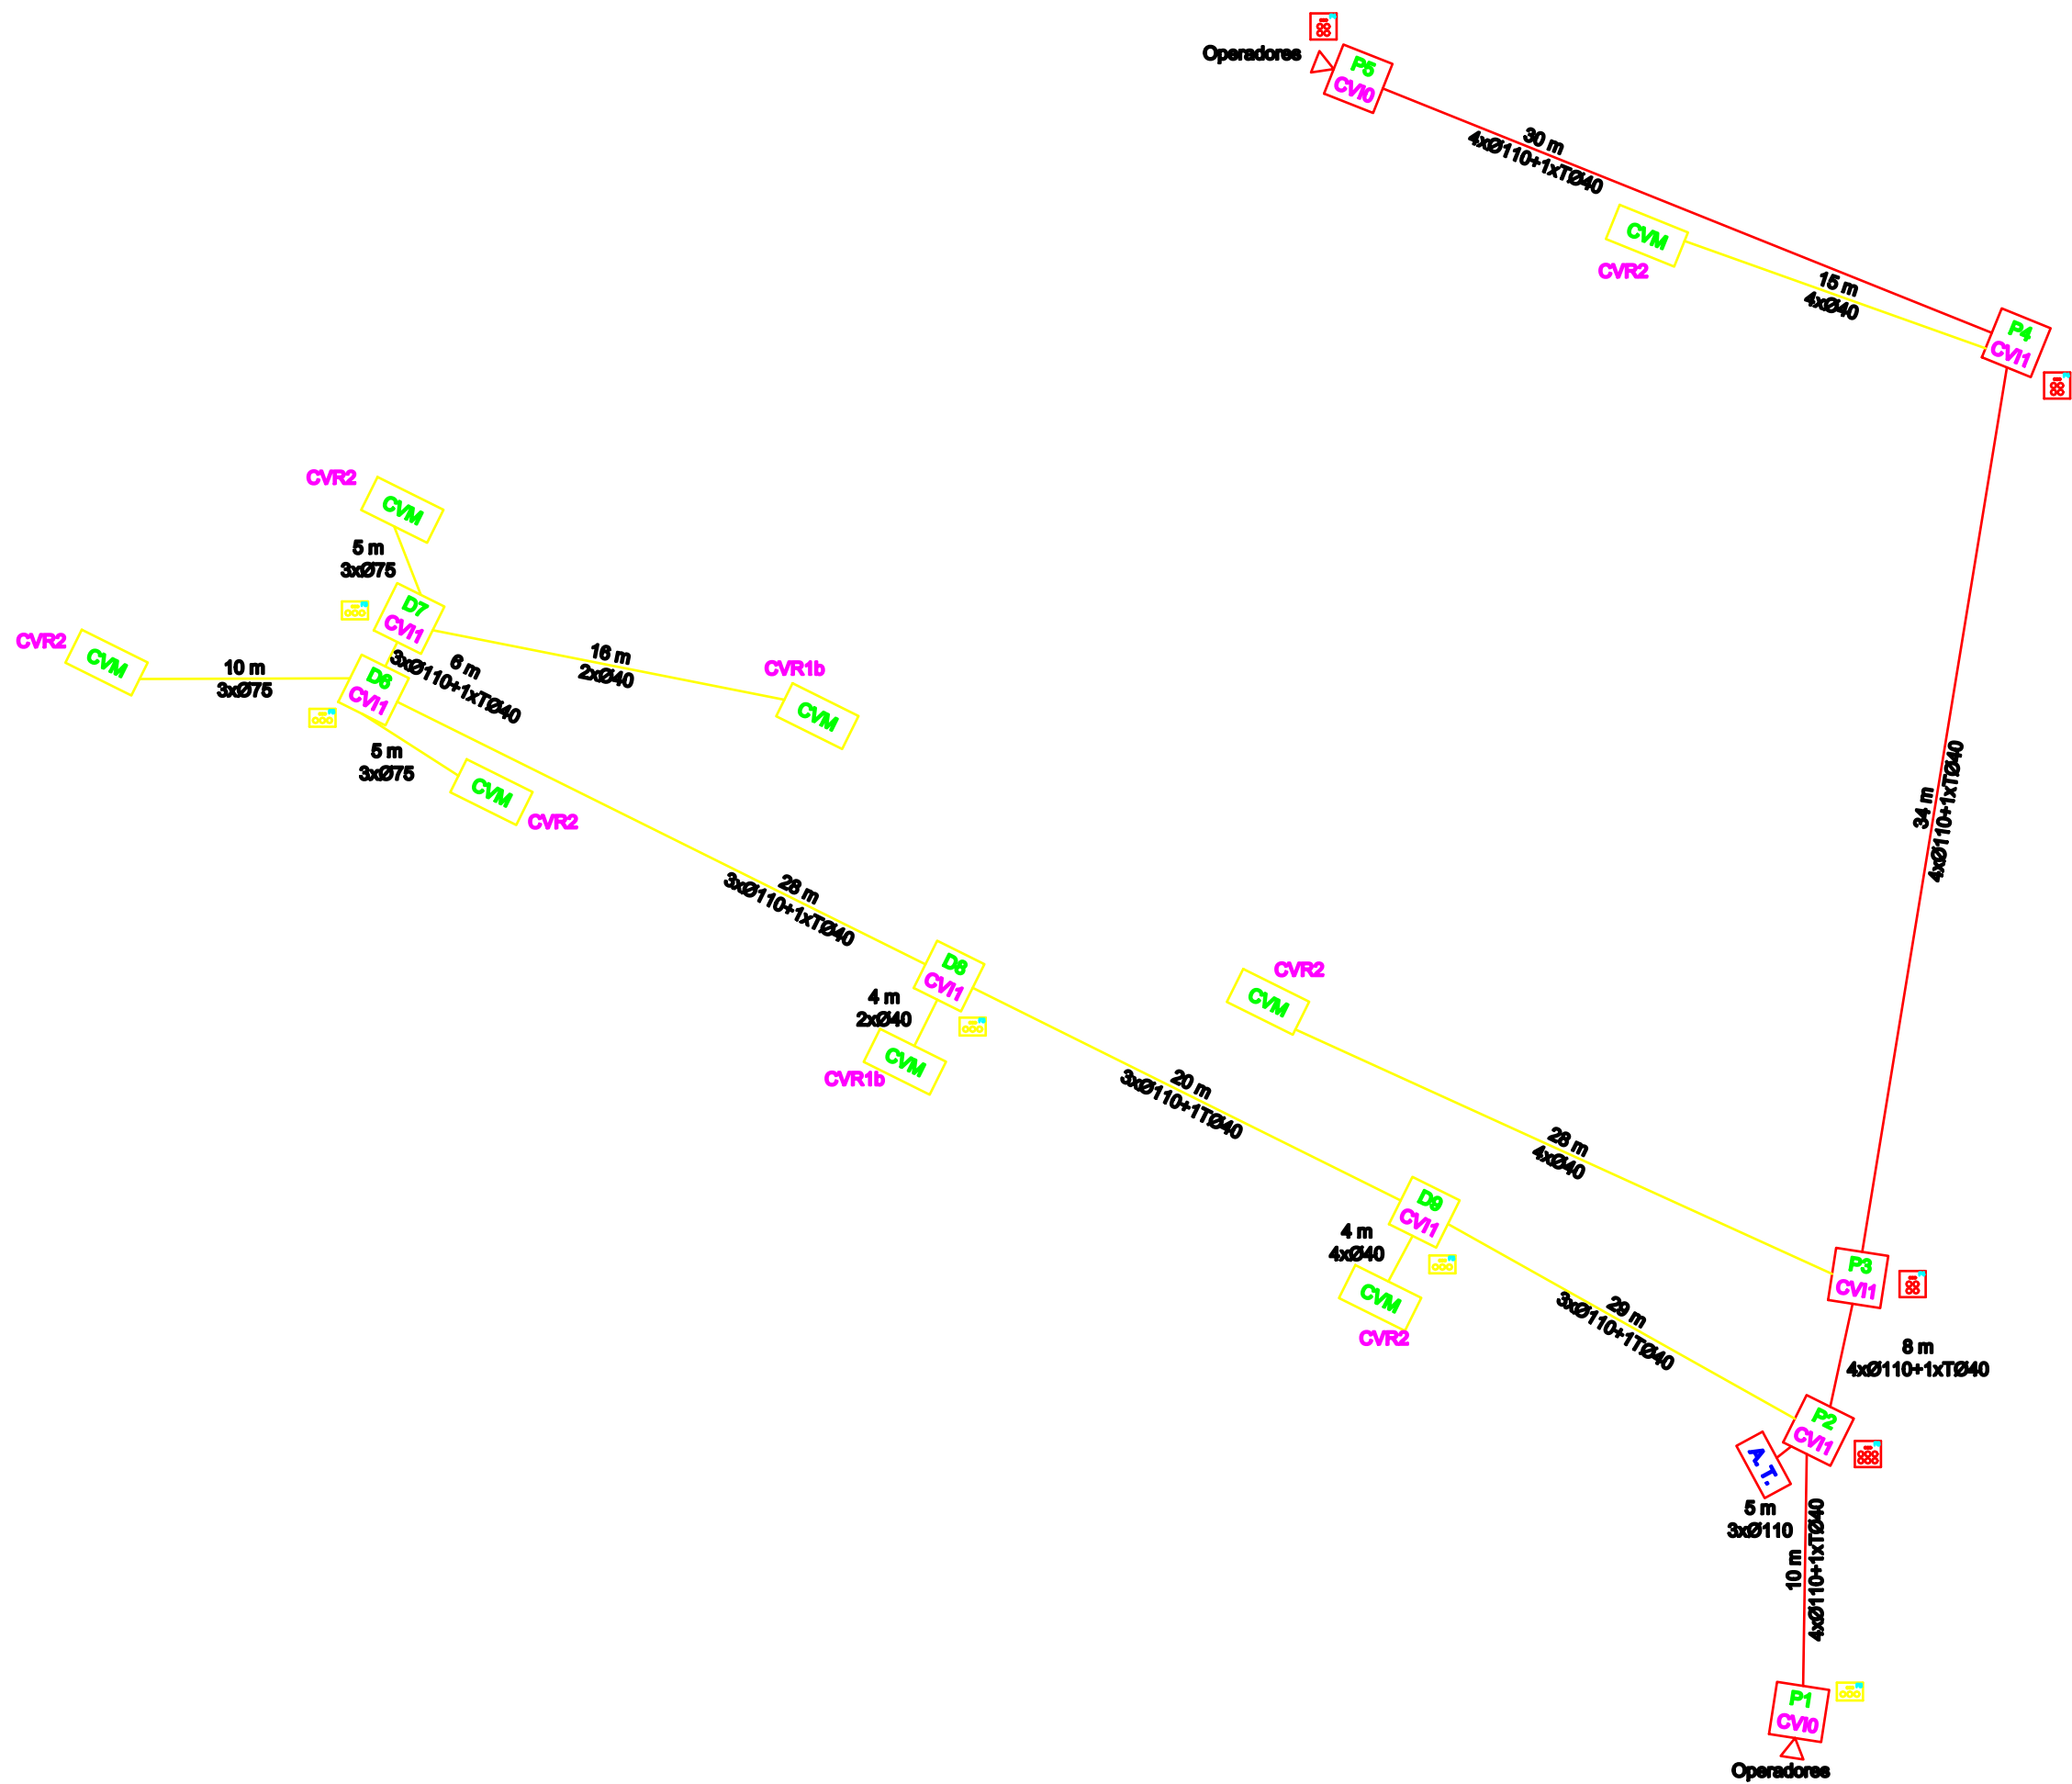 Operadores
P5
CVI0
30 m
4xØ110+1xTØ40
CVM
CVR2
15 m
4xØ40
P4
CVI1
34 m
4xØ110+1xTØ40
CVR2
CVM
5 m
3xØ75
D7
CVI1
CVR2
CVM
10 m
3xØ75
D6
CVI1
6 m
3xØ110+1xTØ40
16 m
2xØ40
CVR1b
CVM
5 m
3xØ75
CVM
CVR2
28 m
3xØ110+1xTØ40
D8
CVI1
4 m
2xØ40
CVM
CVR1b
20 m
3xØ110+1TØ40
CVR2
CVM
28 m
4xØ40
D9
CVI1
4 m
4xØ40
CVM
CVR2
29 m
3xØ110+1TØ40
P3
CVI1
8 m
4xØ110+1xTØ40
P2
CVI1
A.T.
5 m
3xØ110
10 m
4xØ110+1xTØ40
P1
CVI0
Operadores